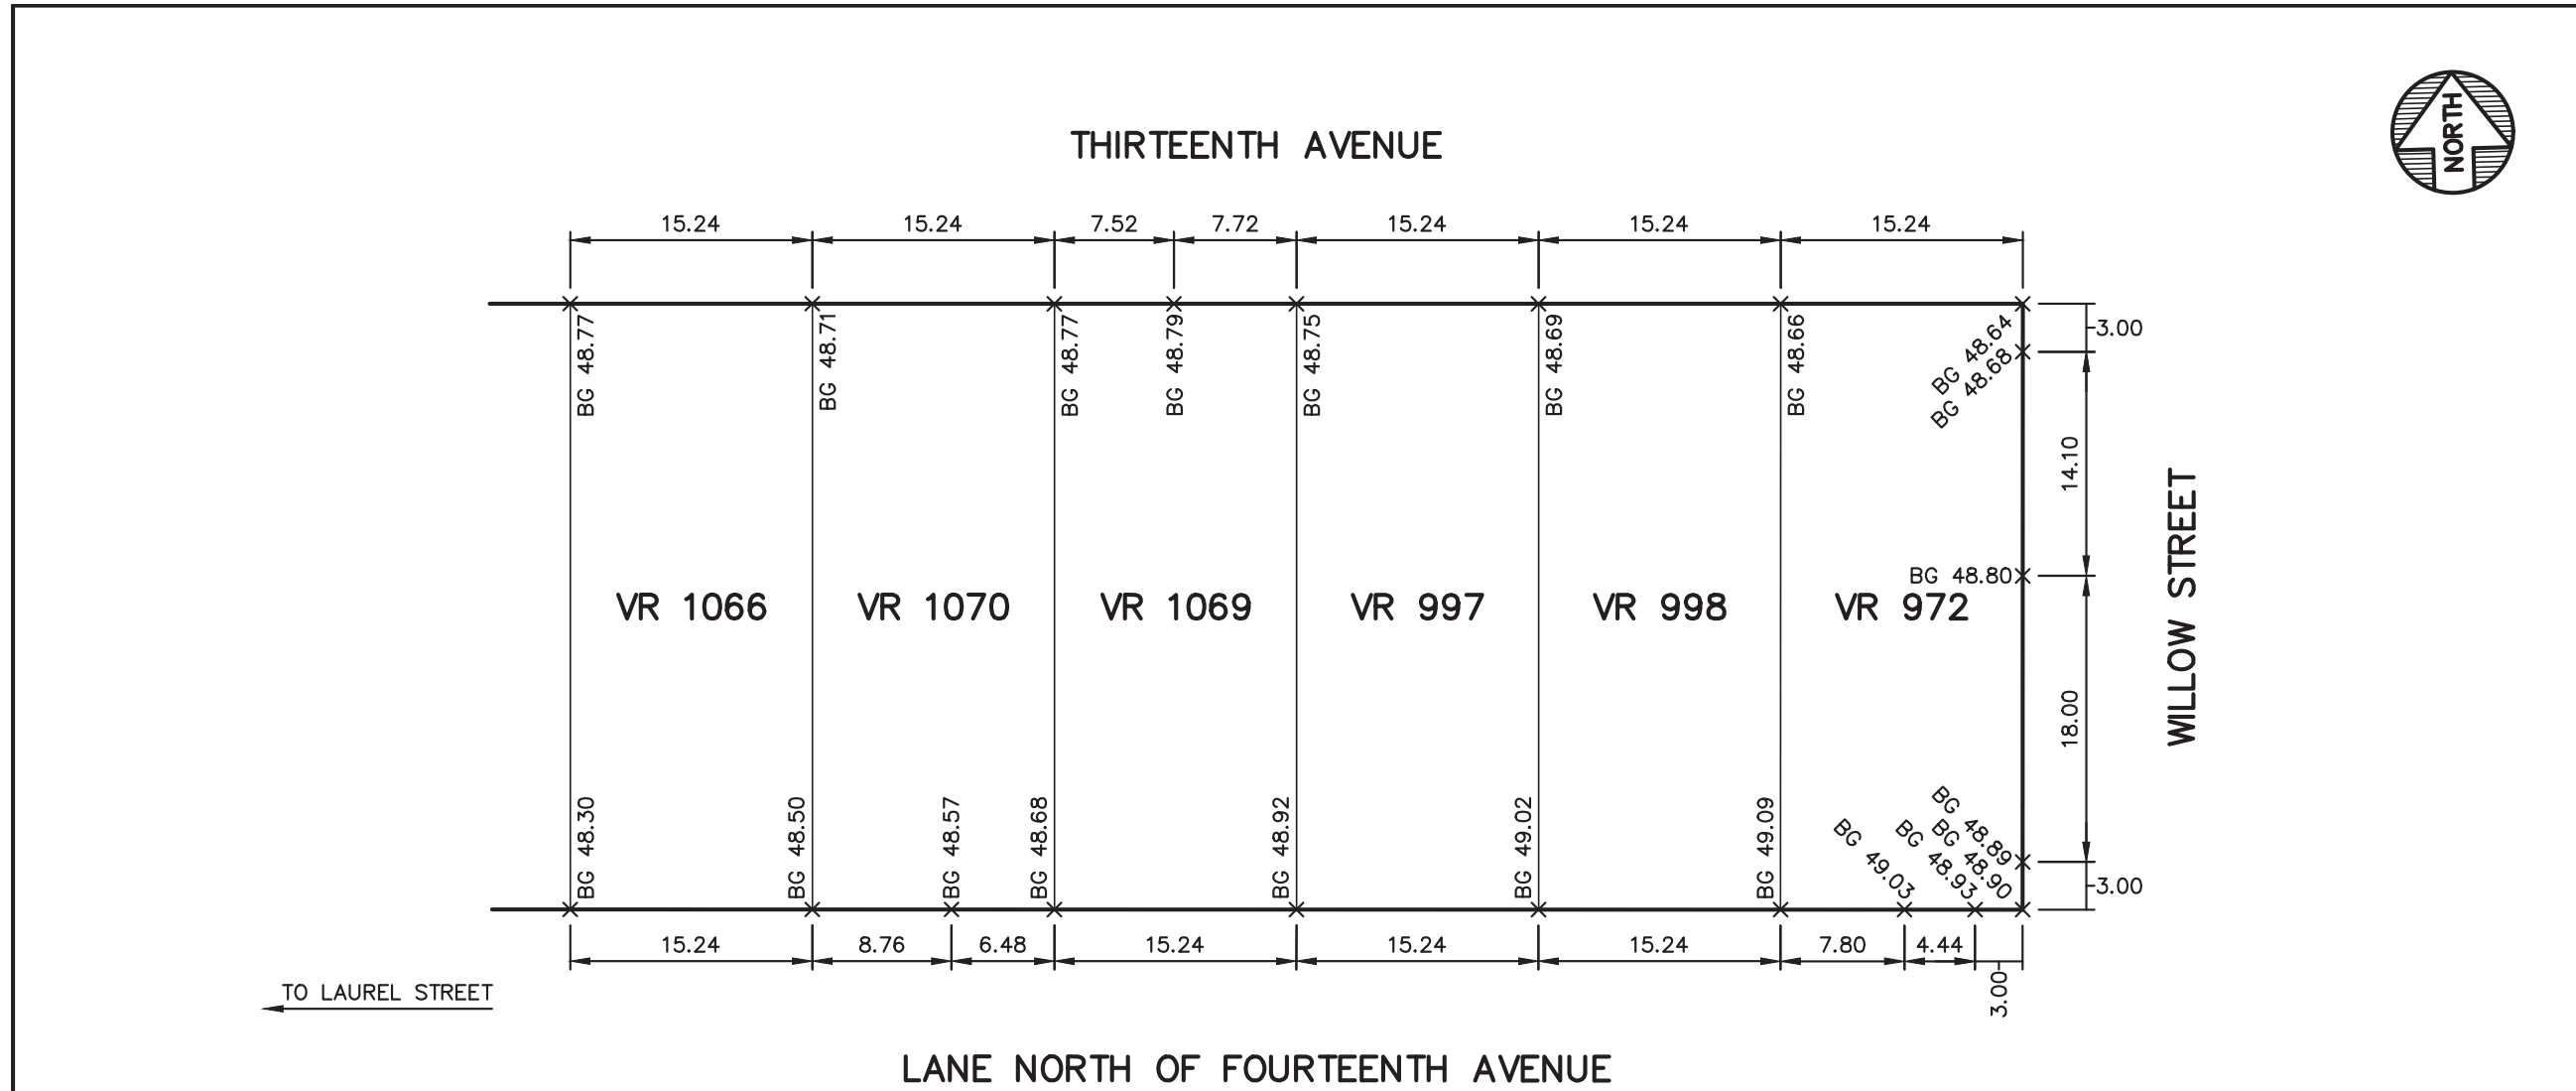 NORTH
THIRTEENTH AVENUE
15.24
15.24
7.52
7.72
15.24
15.24
15.24
BG 48.77
BG 48.71
BG 48.77
BG 48.79
BG 48.75
BG 48.69
BG 48.66
BG 48.64
BG 48.68
3.00
14.10
BG 48.80
VR 1066
VR 1070
VR 1069
VR 997
VR 998
VR 972
WILLOW STREET
18.00
BG 48.30
BG 48.50
BG 48.57
BG 48.68
BG 48.92
BG 49.02
BG 49.09
BG 49.03
BG 48.93
BG 48.90
BG 48.89
3.00
15.24
8.76
6.48
15.24
15.24
15.24
7.80
4.44
3.00
TO LAUREL STREET
LANE NORTH OF FOURTEENTH AVENUE